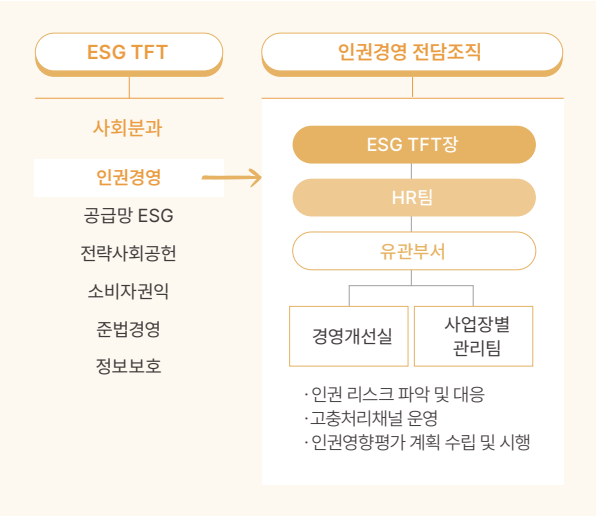 ESG TFT
사회분과
인권경영
공급망 ESG
전략사회공헌
소비자권익
준법경영
정보보호
인권경영 전담조직
ESG TFT장
HR팀
유관부서
경영개선실
사업장별
관리팀
· 인권 리스크 파악 및 대응
· 고충처리채널 운영
· 인권영향평가 계획 수립 및 시행